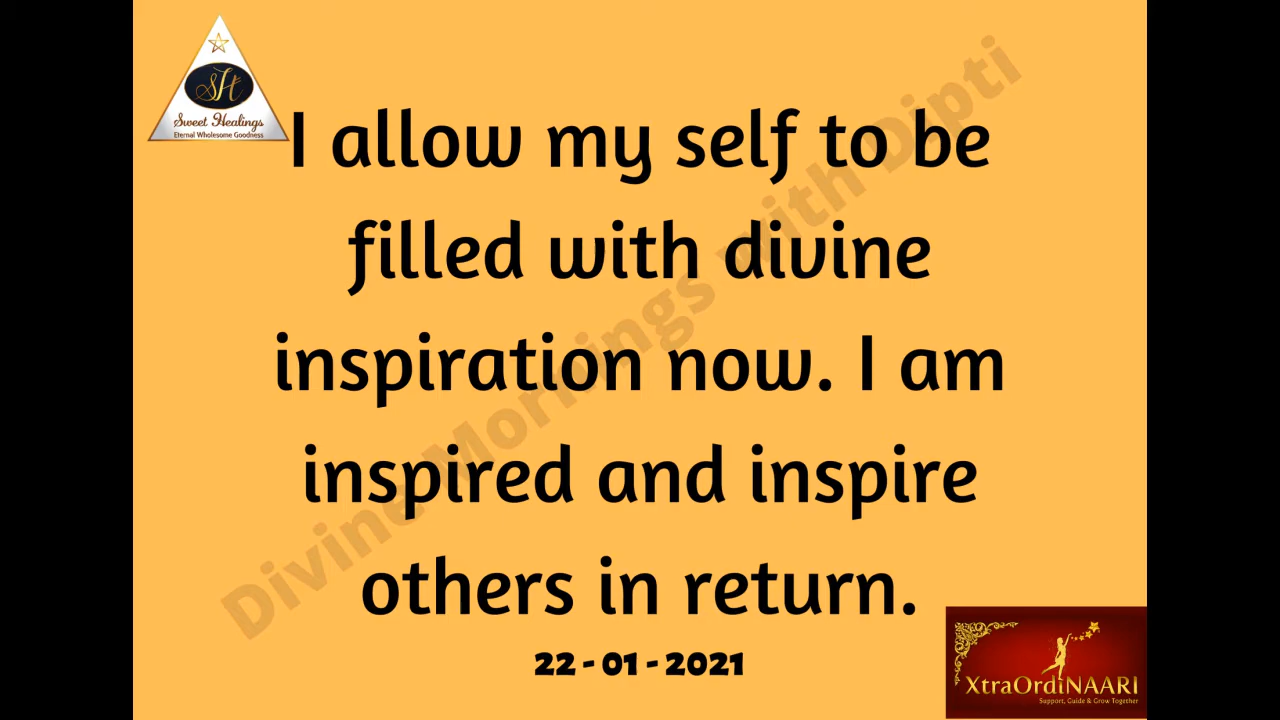 SH
Sweet Healings
Eternal Wholesome Goodness
I allow my self to be
filled with divine
inspiration now. I am
inspired and inspire
others in return.
Divine Mornings with Dipti
22 - 01 - 2021
XtraOrdiNAARI
Support, Guide & Grow Together